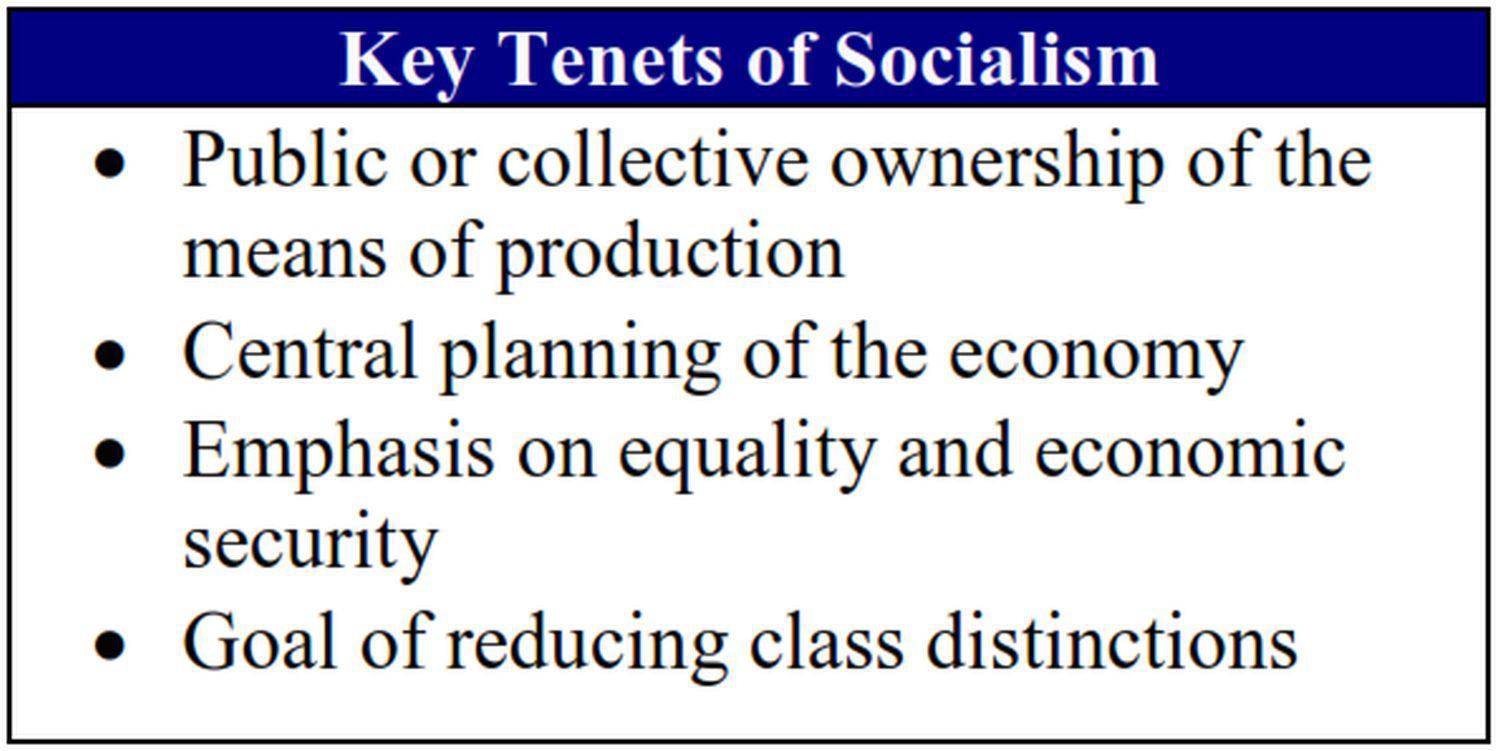 Key Tenets of Socialism
● Public or collective ownership of the
means of production
● Central planning of the economy
● Emphasis on equality and economic
security
● Goal of reducing class distinctions